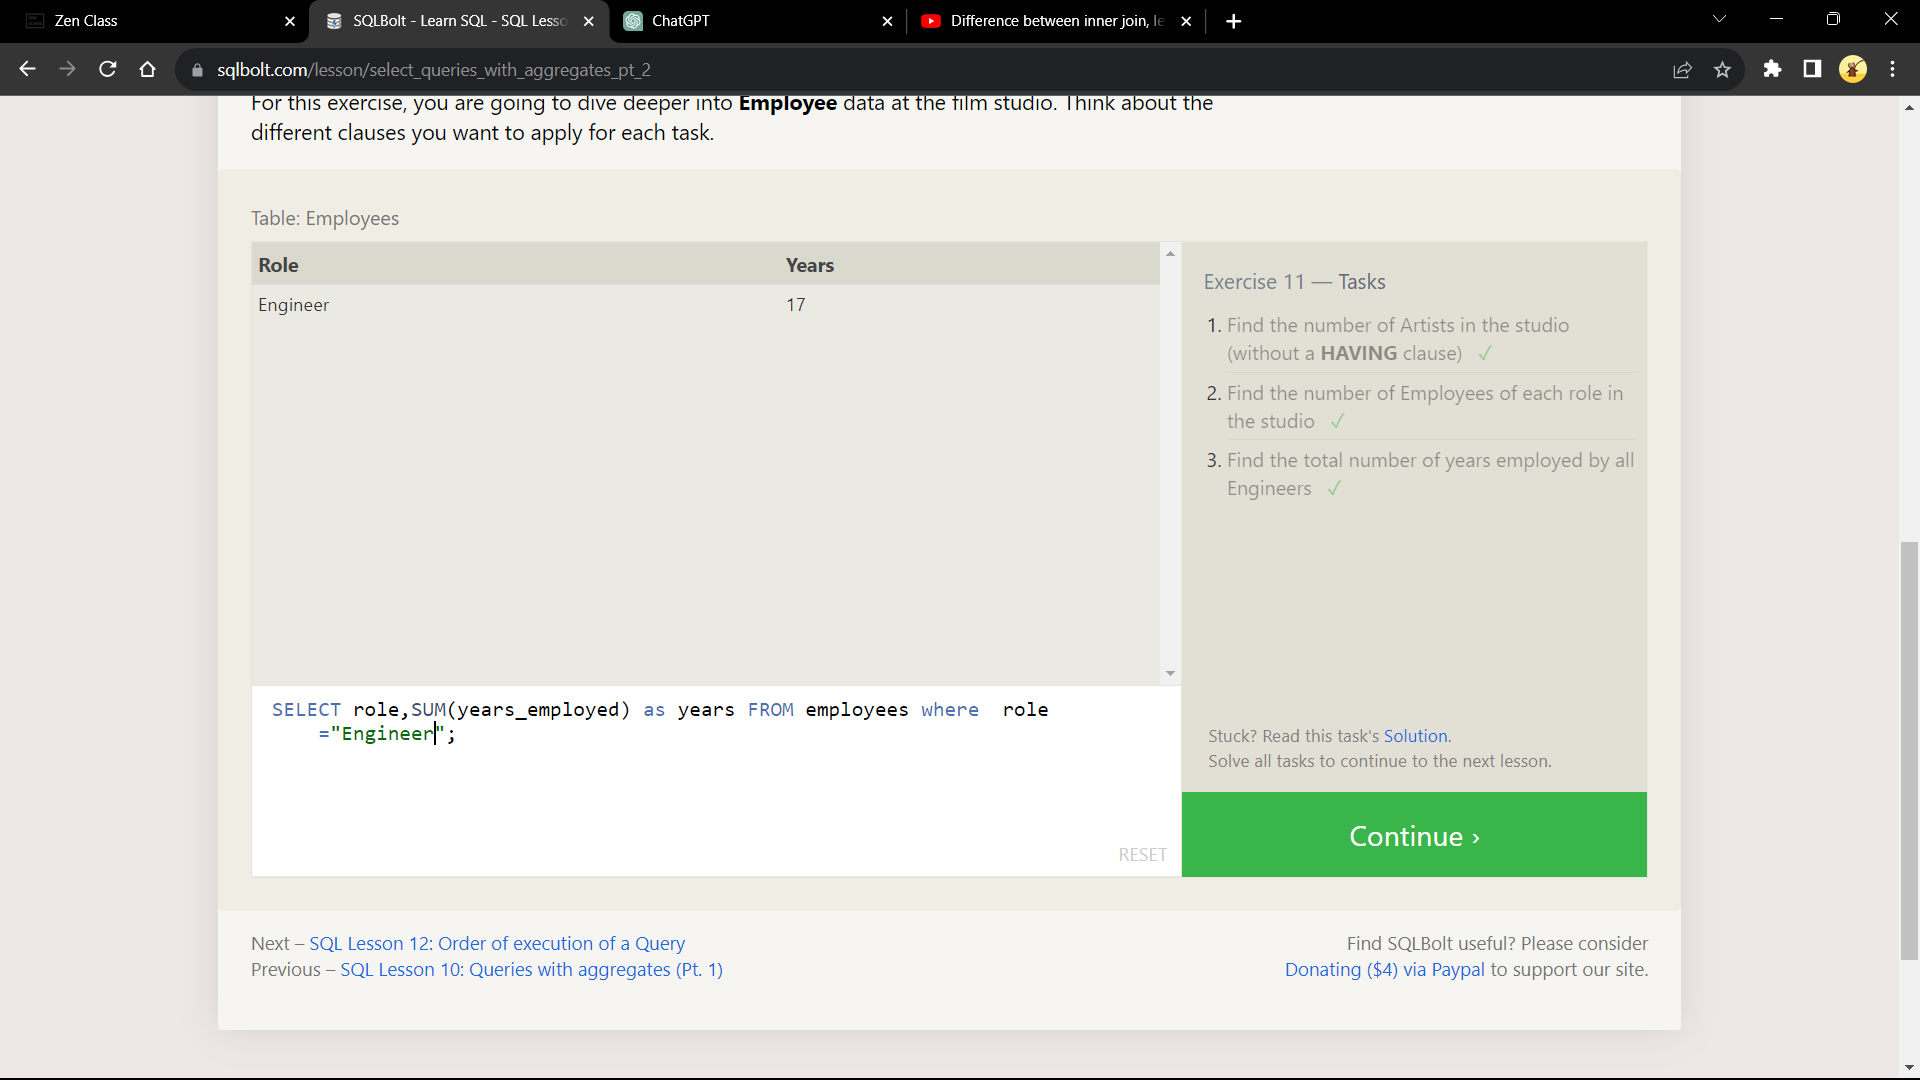 Zen Class
SQLBolt - Learn SQL - SQL Lesso
ChatGPT
Difference between inner join, le
sqlbolt.com/lesson/select_queries_with_aggregates_pt_2
For this exercise, you are going to dive deeper into Employee data at the film studio. Think about the
different clauses you want to apply for each task.
Table: Employees
Role Years
Engineer 17
Exercise 11 — Tasks
1. Find the number of Artists in the studio
(without a HAVING clause) ✓
2. Find the number of Employees of each role in
the studio ✓
3. Find the total number of years employed by all
Engineers ✓
SELECT role,SUM(years_employed) as years FROM employees where  role
="Engineer";
RESET
Stuck? Read this task's Solution.
Solve all tasks to continue to the next lesson.
Continue ›
Next – SQL Lesson 12: Order of execution of a Query
Previous – SQL Lesson 10: Queries with aggregates (Pt. 1)
Find SQLBolt useful? Please consider
Donating ($4) via Paypal to support our site.